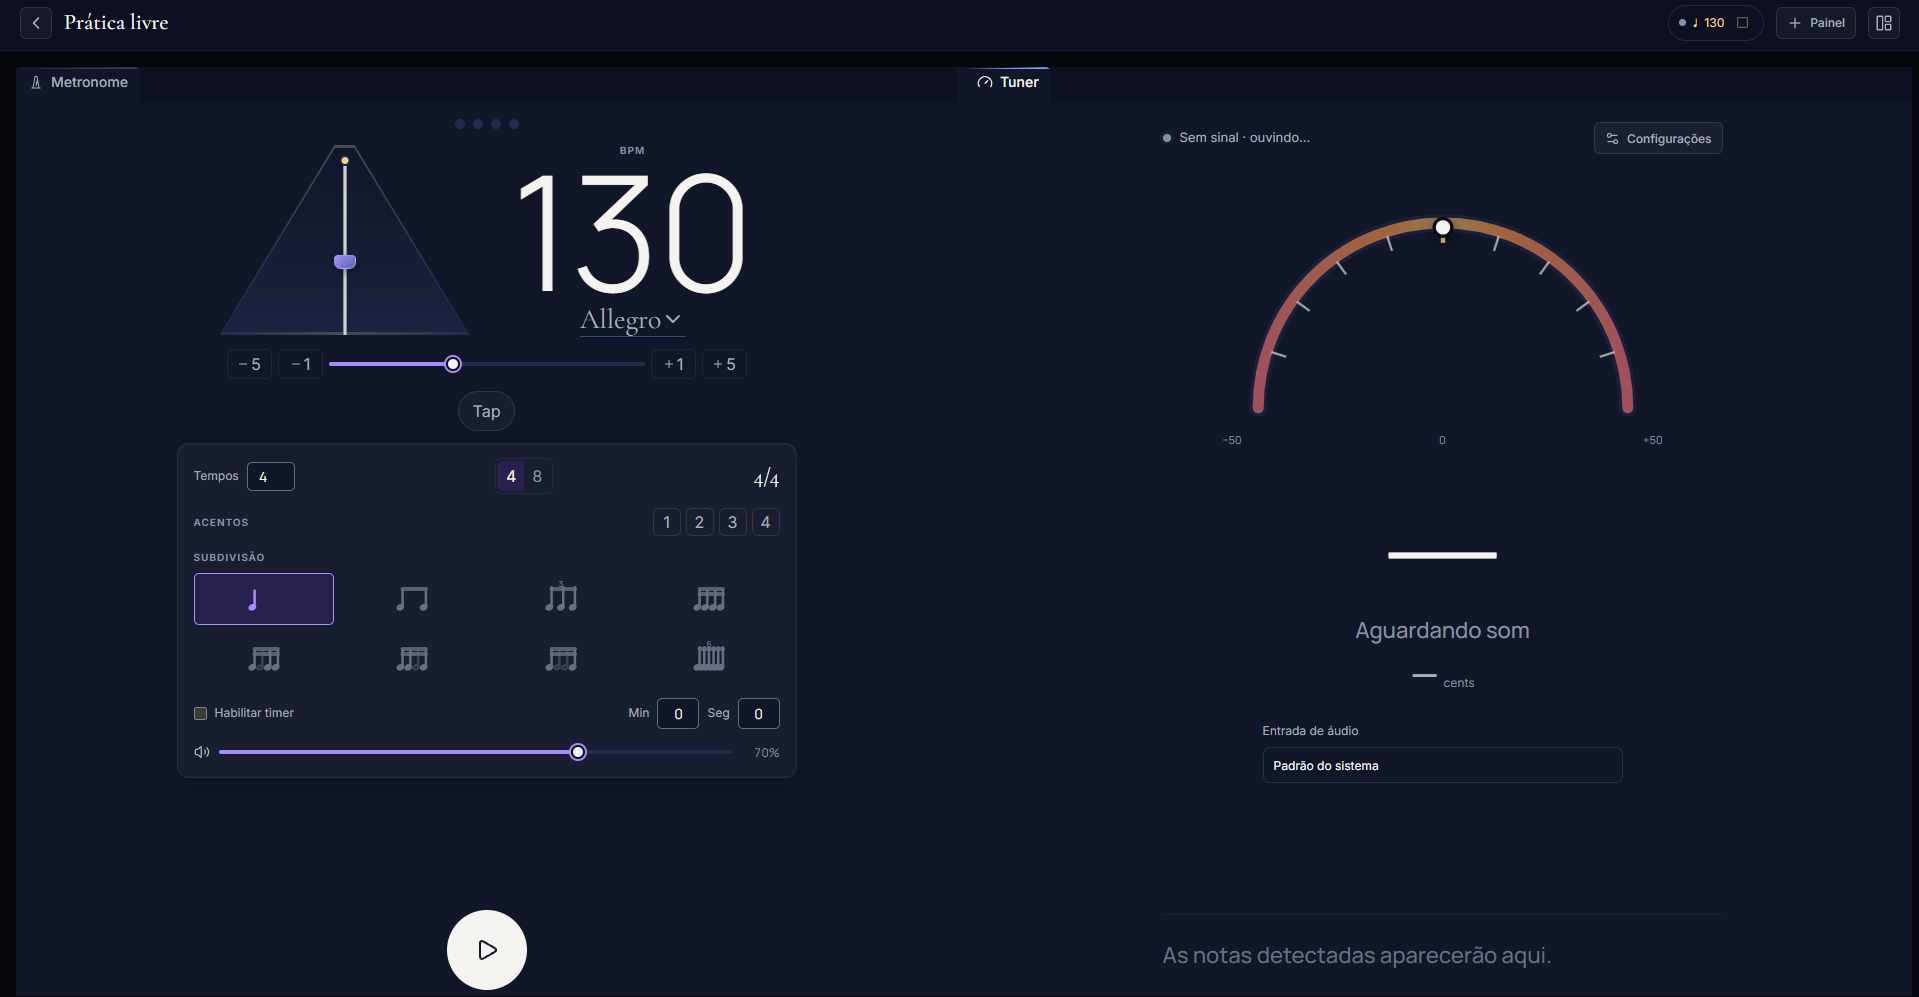 Prática livre
♩ 130
+ Painel
Metronome
Tuner
BPM
130
Allegro
−5
−1
+1
+5
Tap
Tempos 4
4 8
4/4
ACENTOS
1 2 3 4
SUBDIVISÃO
3
6
Habilitar timer
Min 0 Seg 0
70%
Sem sinal · ouvindo...
Configurações
−50
0
+50
—
Aguardando som
— cents
Entrada de áudio
Padrão do sistema
As notas detectadas aparecerão aqui.